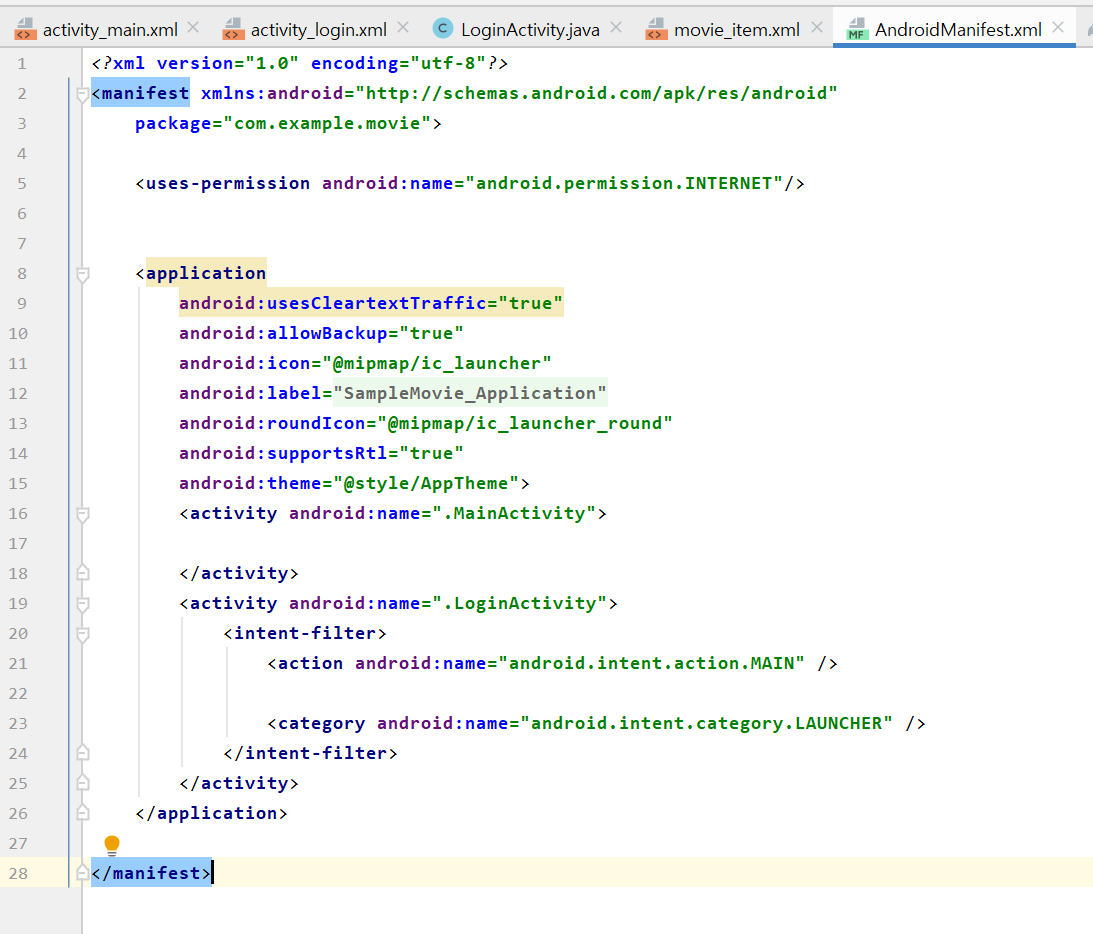 activity_main.xml activity_login.xml C LoginActivity.java movie_item.xml MF AndroidManifest.xml
1 <?xml version="1.0" encoding="utf-8"?>
2 <manifest xmlns:android="http://schemas.android.com/apk/res/android"
3     package="com.example.movie">
4
5     <uses-permission android:name="android.permission.INTERNET"/>
6
7
8     <application
9         android:usesCleartextTraffic="true"
10         android:allowBackup="true"
11         android:icon="@mipmap/ic_launcher"
12         android:label="SampleMovie_Application"
13         android:roundIcon="@mipmap/ic_launcher_round"
14         android:supportsRtl="true"
15         android:theme="@style/AppTheme">
16         <activity android:name=".MainActivity">
17
18         </activity>
19         <activity android:name=".LoginActivity">
20             <intent-filter>
21                 <action android:name="android.intent.action.MAIN" />
22
23                 <category android:name="android.intent.category.LAUNCHER" />
24             </intent-filter>
25         </activity>
26     </application>
27
28 </manifest>